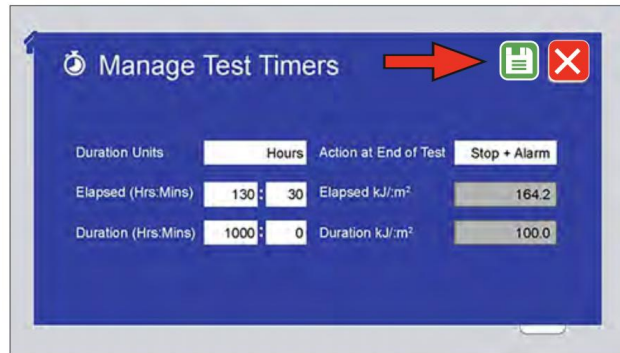 Manage Test Timers
Duration Units Hours Action at End of Test Stop + Alarm
Elapsed (Hrs:Mins) 130 : 30 Elapsed kJ/:m² 164.2
Duration (Hrs:Mins) 1000 : 0 Duration kJ/:m² 100.0